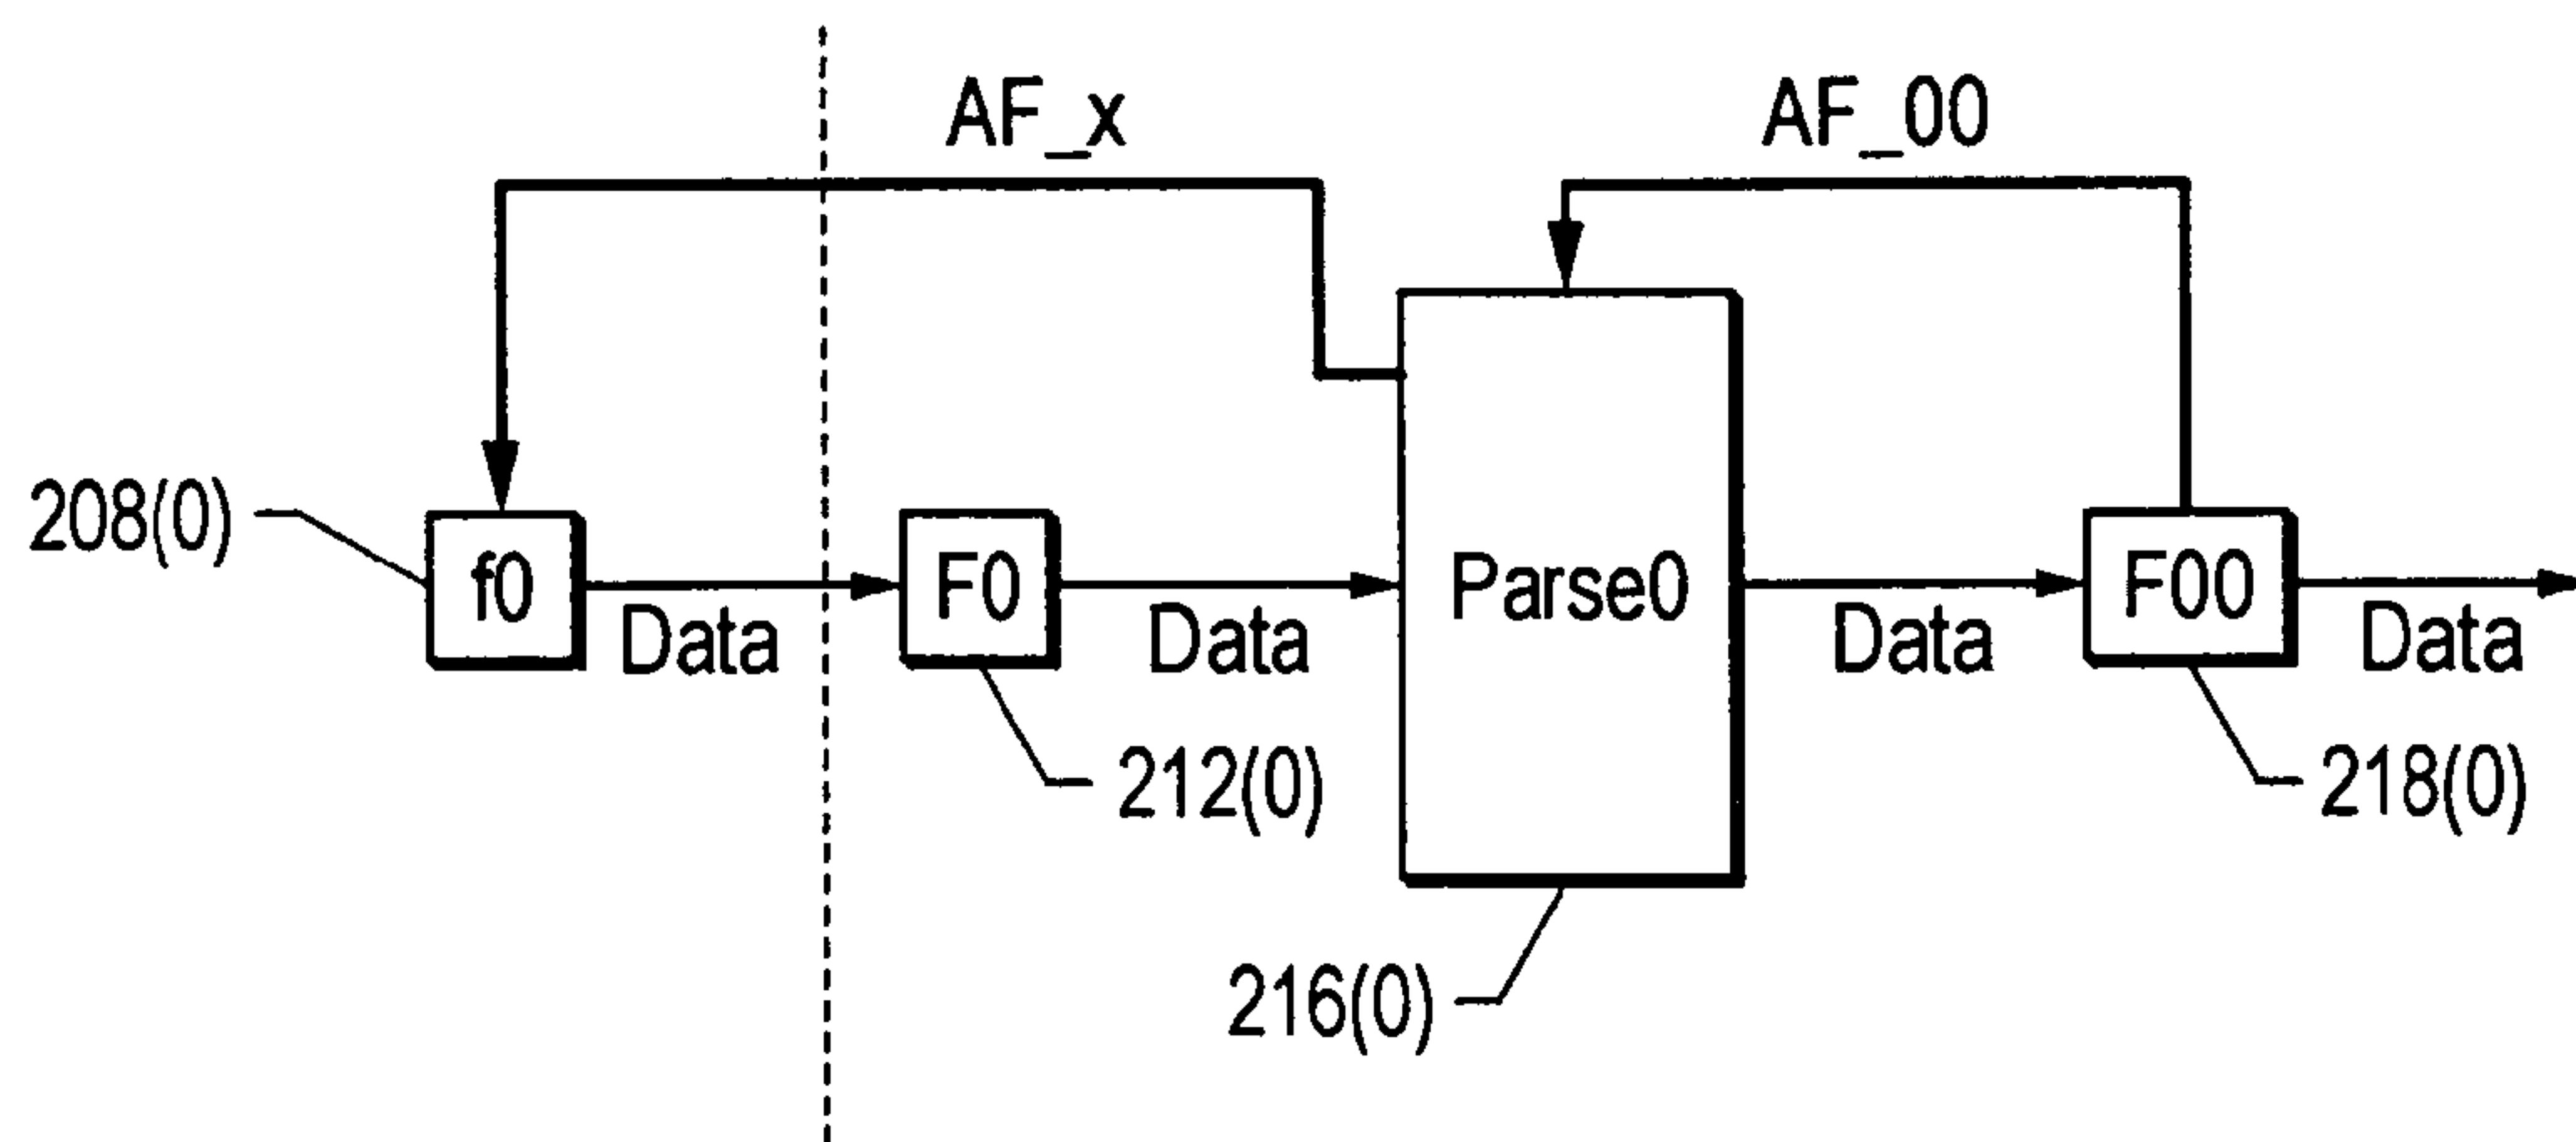 AF_x
AF_00
208(0)
f0
Data
F0
Data
Parse0
Data
F00
Data
212(0)
218(0)
216(0)